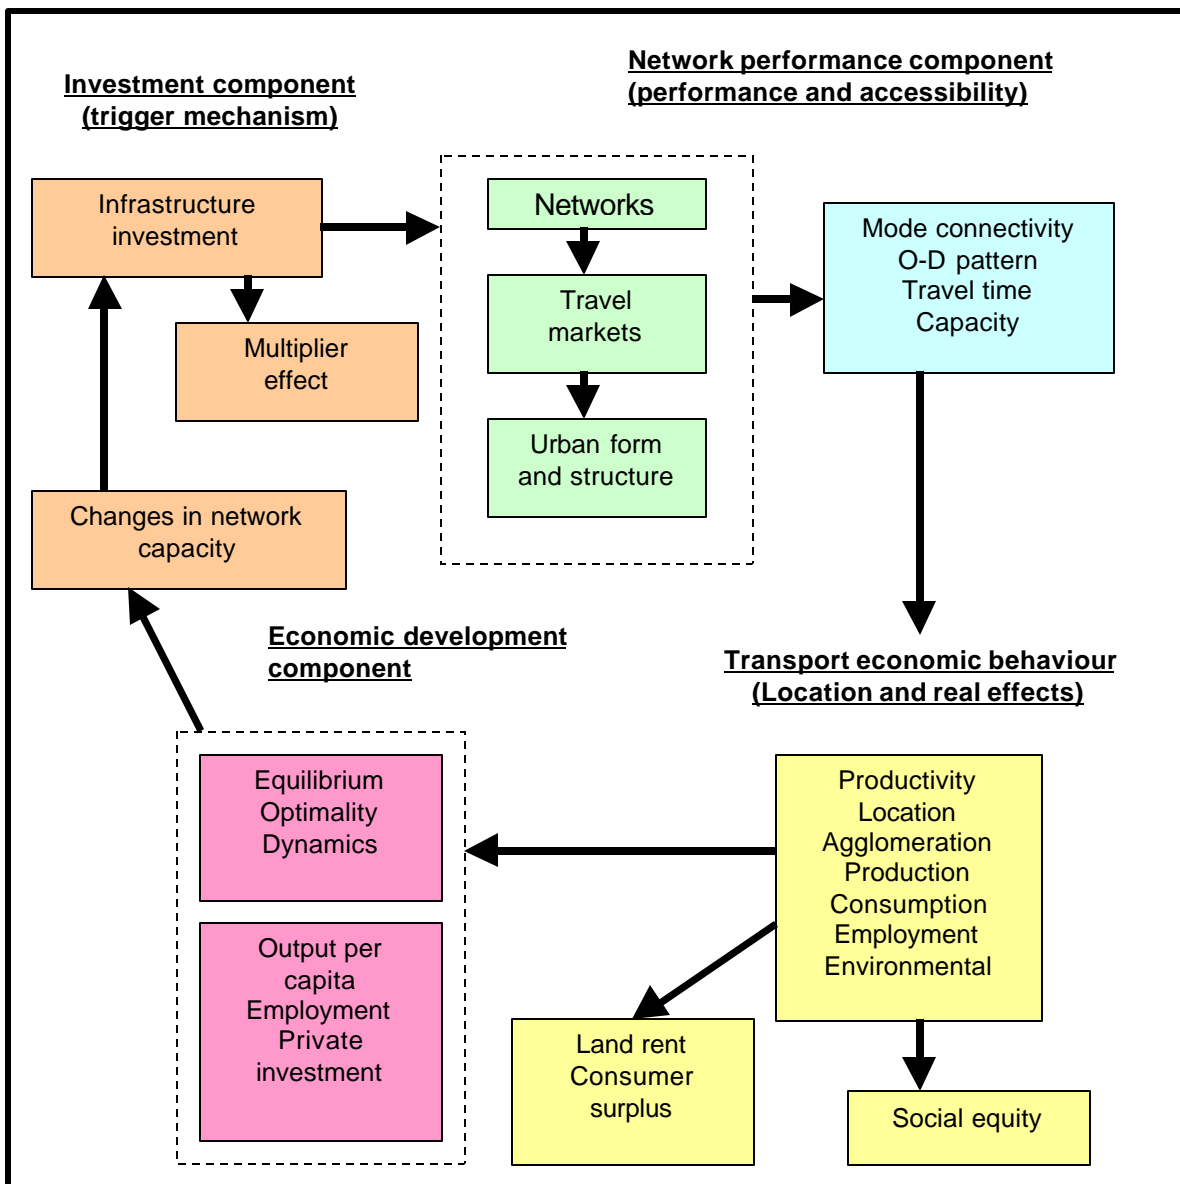 Investment component
(trigger mechanism)
Network performance component
(performance and accessibility)
Infrastructure
investment
Multiplier
effect
Changes in network
capacity
Networks
Travel
markets
Urban form
and structure
Mode connectivity
O-D pattern
Travel time
Capacity
Economic development
component
Transport economic behaviour
(Location and real effects)
Equilibrium
Optimality
Dynamics
Output per
capita
Employment
Private
investment
Productivity
Location
Agglomeration
Production
Consumption
Employment
Environmental
Land rent
Consumer
surplus
Social equity